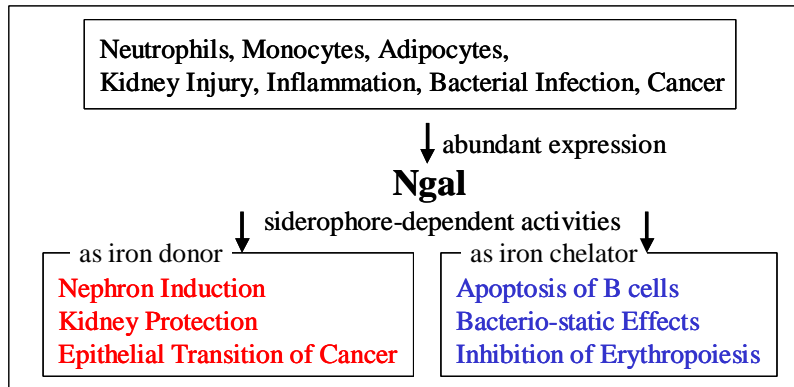 Neutrophils, Monocytes, Adipocytes,
Kidney Injury, Inflammation, Bacterial Infection, Cancer
abundant expression
Ngal
siderophore-dependent activities
as iron donor
Nephron Induction
Kidney Protection
Epithelial Transition of Cancer
as iron chelator
Apoptosis of B cells
Bacterio-static Effects
Inhibition of Erythropoiesis